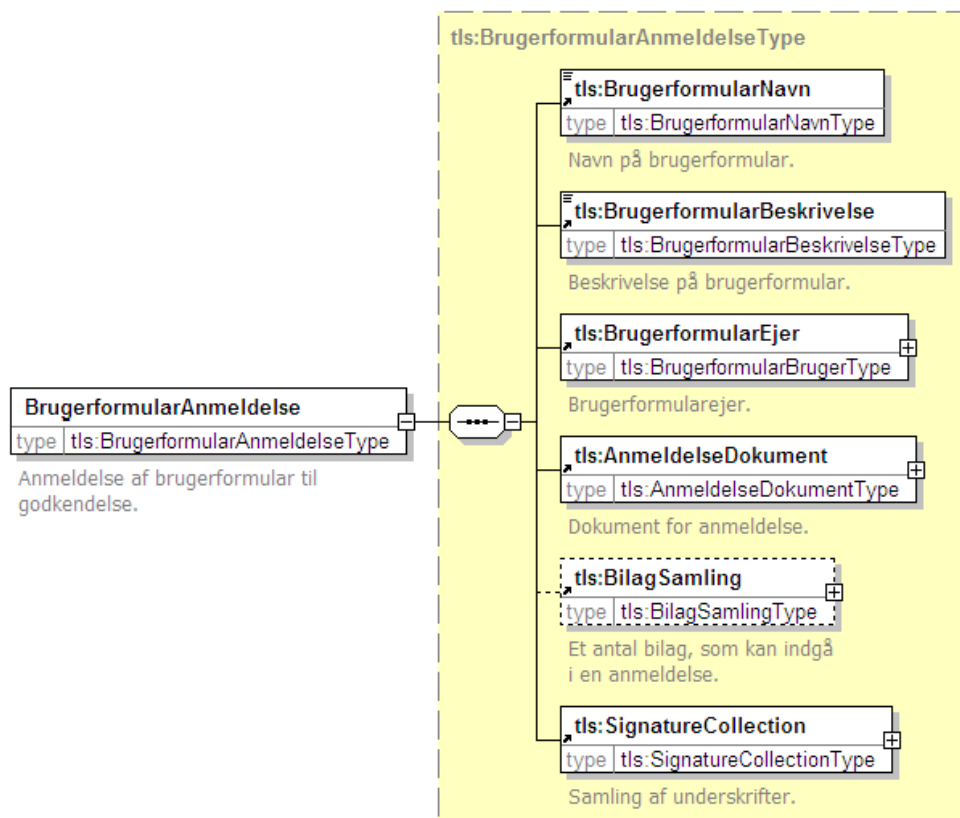 tls:BrugerformularAnmeldelseType
tls:BrugerformularNavn
type tls:BrugerformularNavnType
Navn på brugerformular.
tls:BrugerformularBeskrivelse
type tls:BrugerformularBeskrivelseType
Beskrivelse på brugerformular.
tls:BrugerformularEjer
type tls:BrugerformularBrugerType
Brugerformularejer.
BrugerformularAnmeldelse
type tls:BrugerformularAnmeldelseType
Anmeldelse af brugerformular til
godkendelse.
tls:AnmeldelseDokument
type tls:AnmeldelseDokumentType
Dokument for anmeldelse.
tls:BilagSamling
type tls:BilagSamlingType
Et antal bilag, som kan indgå
i en anmeldelse.
tls:SignatureCollection
type tls:SignatureCollectionType
Samling af underskrifter.